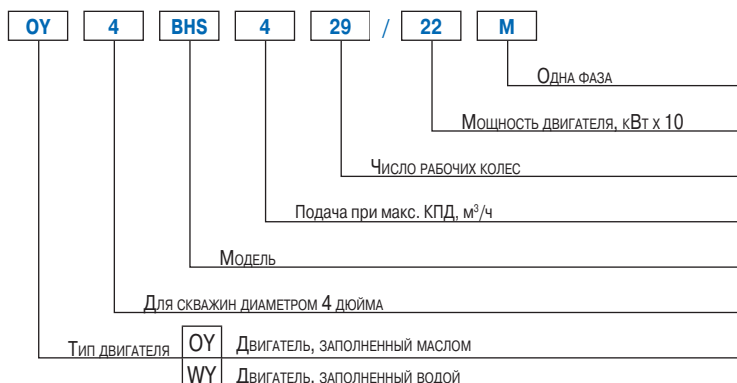 OY 4 BHS 4 29 / 22 M
Одна фаза
Мощность двигателя, кВт х 10
Число рабочих колес
Подача при макс. КПД, м³/ч
Модель
Для скважин диаметром 4 дюйма
Тип двигателя OY Двигатель, заполненный маслом
WY Двигатель, заполненный водой